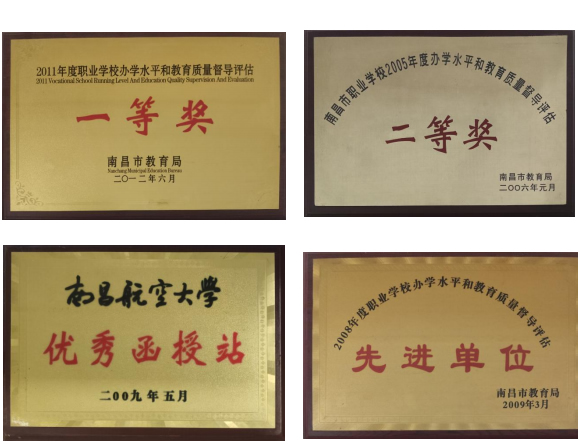 2011年度职业学校办学水平和教育质量督导评估
2011 Vocational School Running Level And Education Quality Supervision And Evaluation
一等奖
南昌市教育局
Nanchang Municipal Education Bureau
二〇一二年六月
南昌市职业学校2005年度办学水平和教育质量督导评估
二等奖
南昌市教育局
二〇〇六年元月
南昌航空大学
优秀函授站
二00九年五月
2008年度职业学校办学水平和教育质量督导评估
先进单位
南昌市教育局
2009年3月